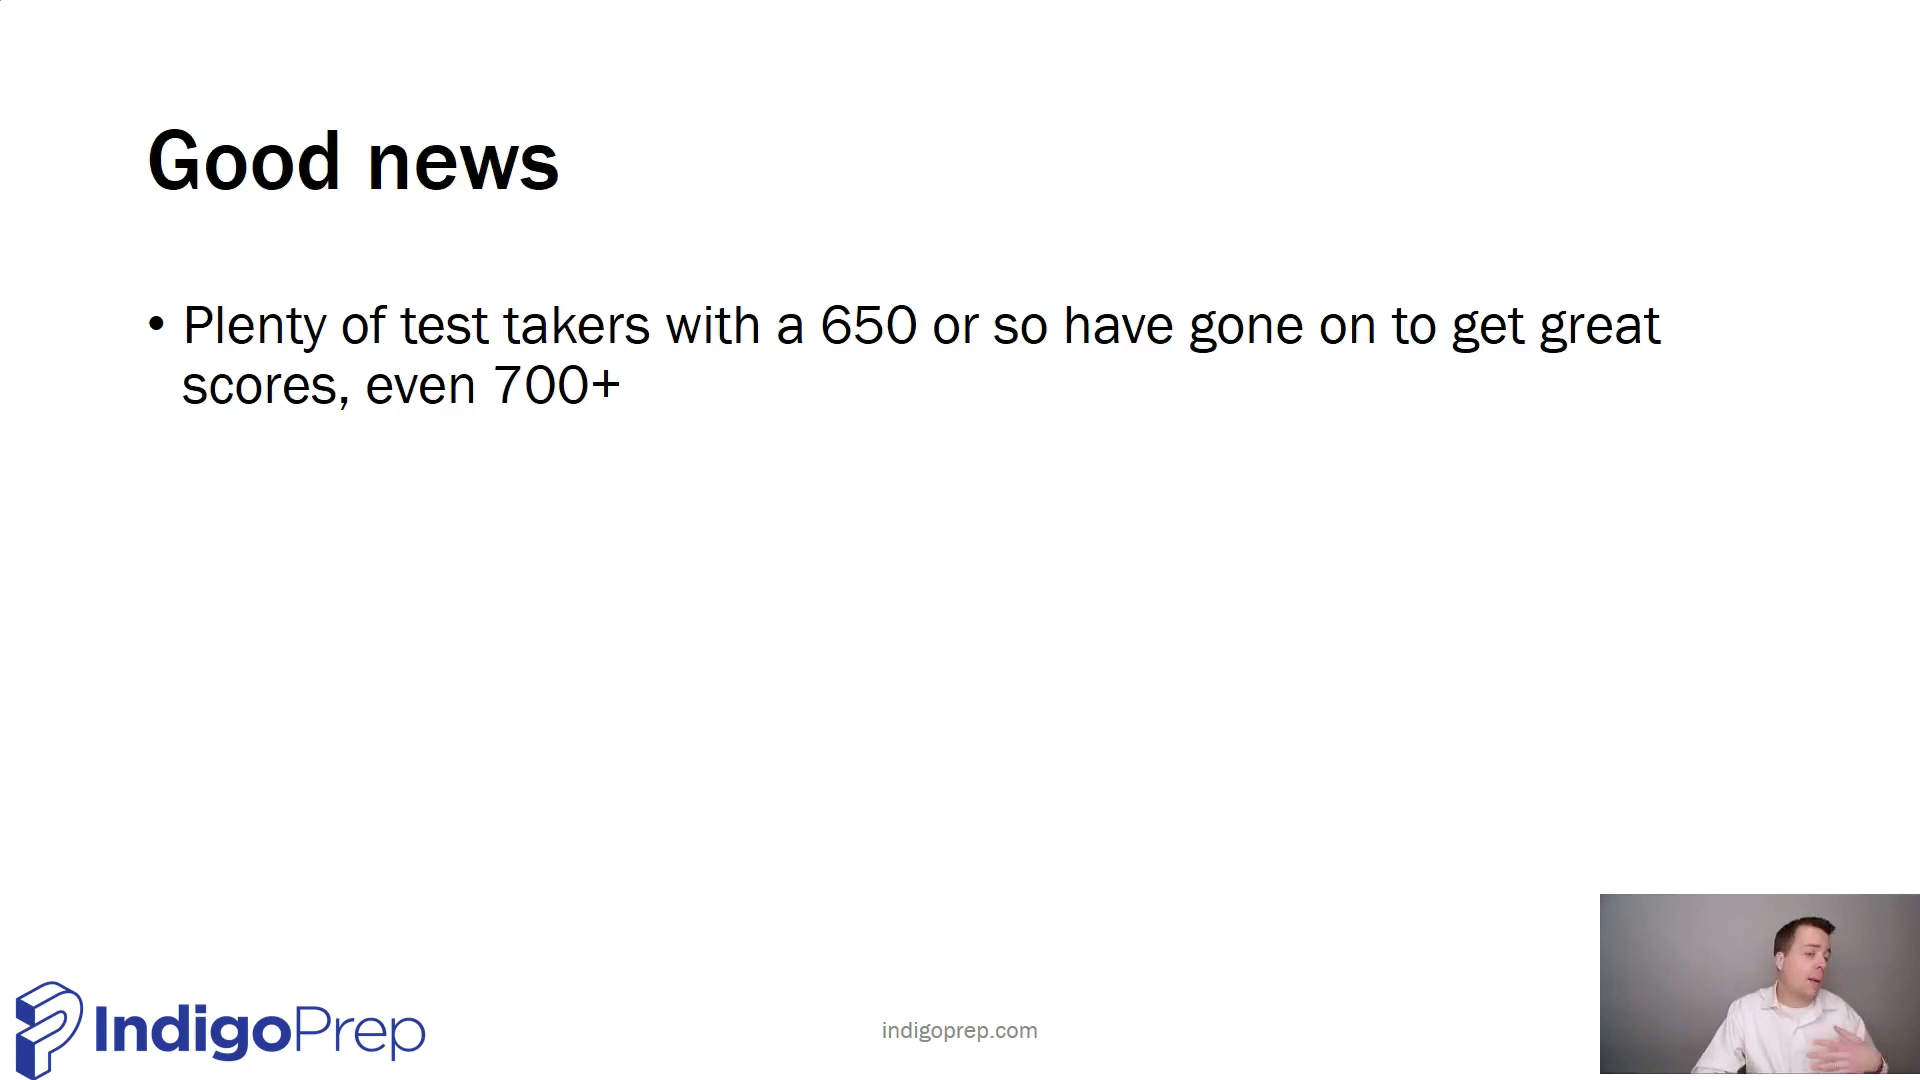 Good news
• Plenty of test takers with a 650 or so have gone on to get great
scores, even 700+
IndigoPrep
indigoprep.com